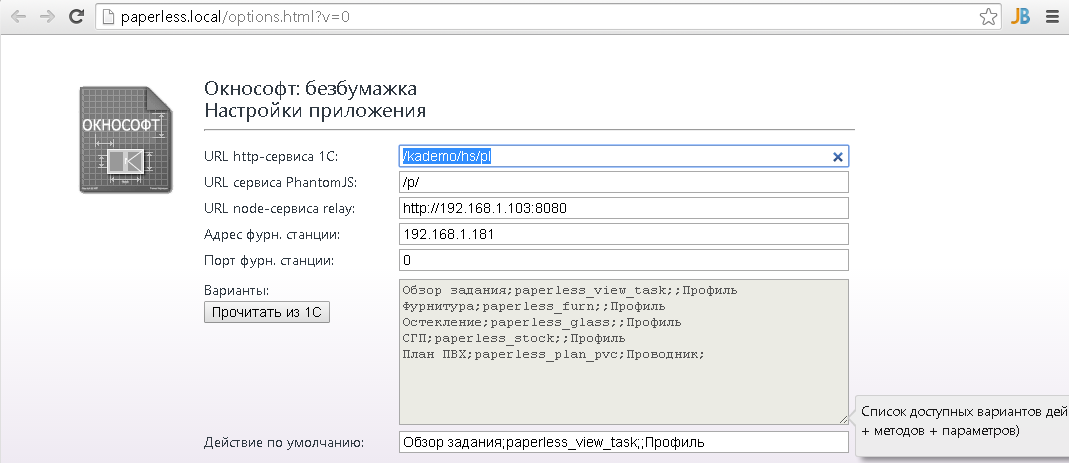 paperless.local/options.html?v=0
JB
ОКНОСОФТ
Окнософт: безбумажка
Настройки приложения
URL http-сервиса 1С: /kademo/hs/pl
URL сервиса PhantomJS: /p/
URL node-сервиса relay: http://192.168.1.103:8080
Адрес фурн. станции: 192.168.1.181
Порт фурн. станции: 0
Варианты:
Прочитать из 1С
Обзор задания;paperless_view_task;;Профиль
Фурнитура;paperless_furn;;Профиль
Остекление;paperless_glass;;Профиль
СГП;paperless_stock;;Профиль
План ПВХ;paperless_plan_pvc;Проводник;
Список доступных вариантов дей
+ методов + параметров)
Действие по умолчанию: Обзор задания;paperless_view_task;;Профиль